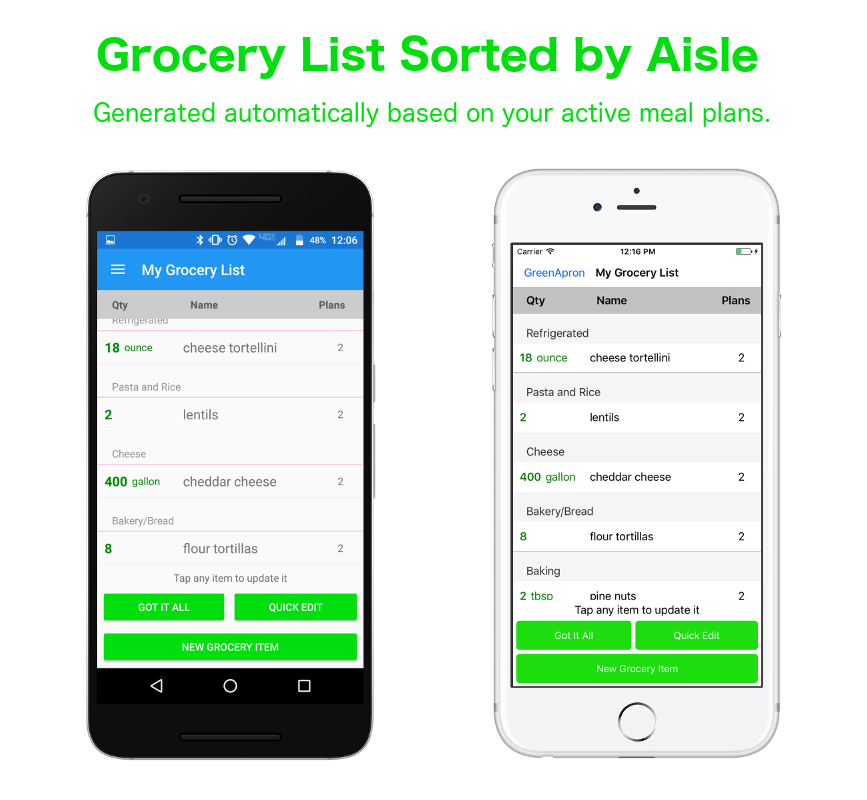 Grocery List Sorted by Aisle
Generated automatically based on your active meal plans.
4G 48% 12:06
My Grocery List
Qty Name Plans
Refrigerated
18 ounce cheese tortellini 2
Pasta and Rice
2 lentils 2
Cheese
400 gallon cheddar cheese 2
Bakery/Bread
8 flour tortillas 2
Tap any item to update it
GOT IT ALL QUICK EDIT
NEW GROCERY ITEM
Carrier 12:16 PM
GreenApron My Grocery List
Qty Name Plans
Refrigerated
18 ounce cheese tortellini 2
Pasta and Rice
2 lentils 2
Cheese
400 gallon cheddar cheese 2
Bakery/Bread
8 flour tortillas 2
Baking
2 tbsp pine nuts 2
Tap any item to update it
Got It All Quick Edit
New Grocery Item